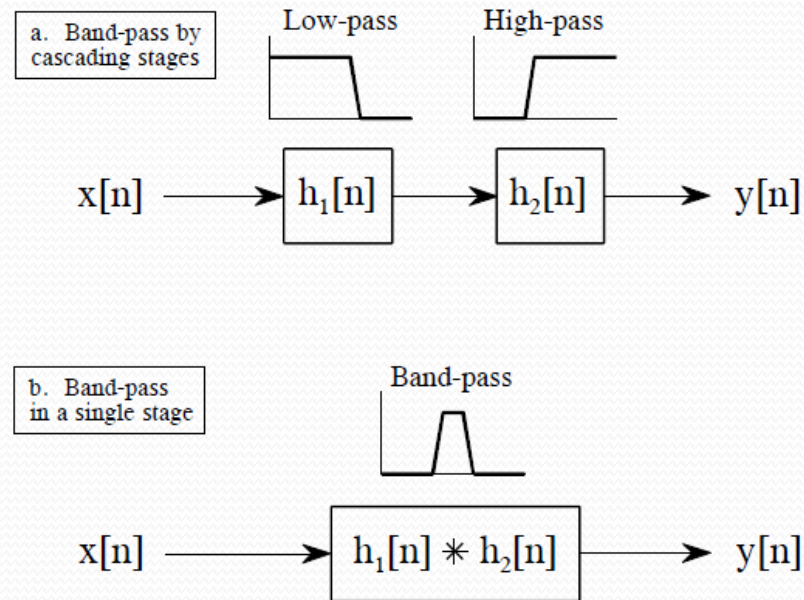 a. Band-pass by
cascading stages
Low-pass
High-pass
x[n]
h₁[n]
h₂[n]
y[n]
b. Band-pass
in a single stage
Band-pass
x[n]
h₁[n] ∗ h₂[n]
y[n]